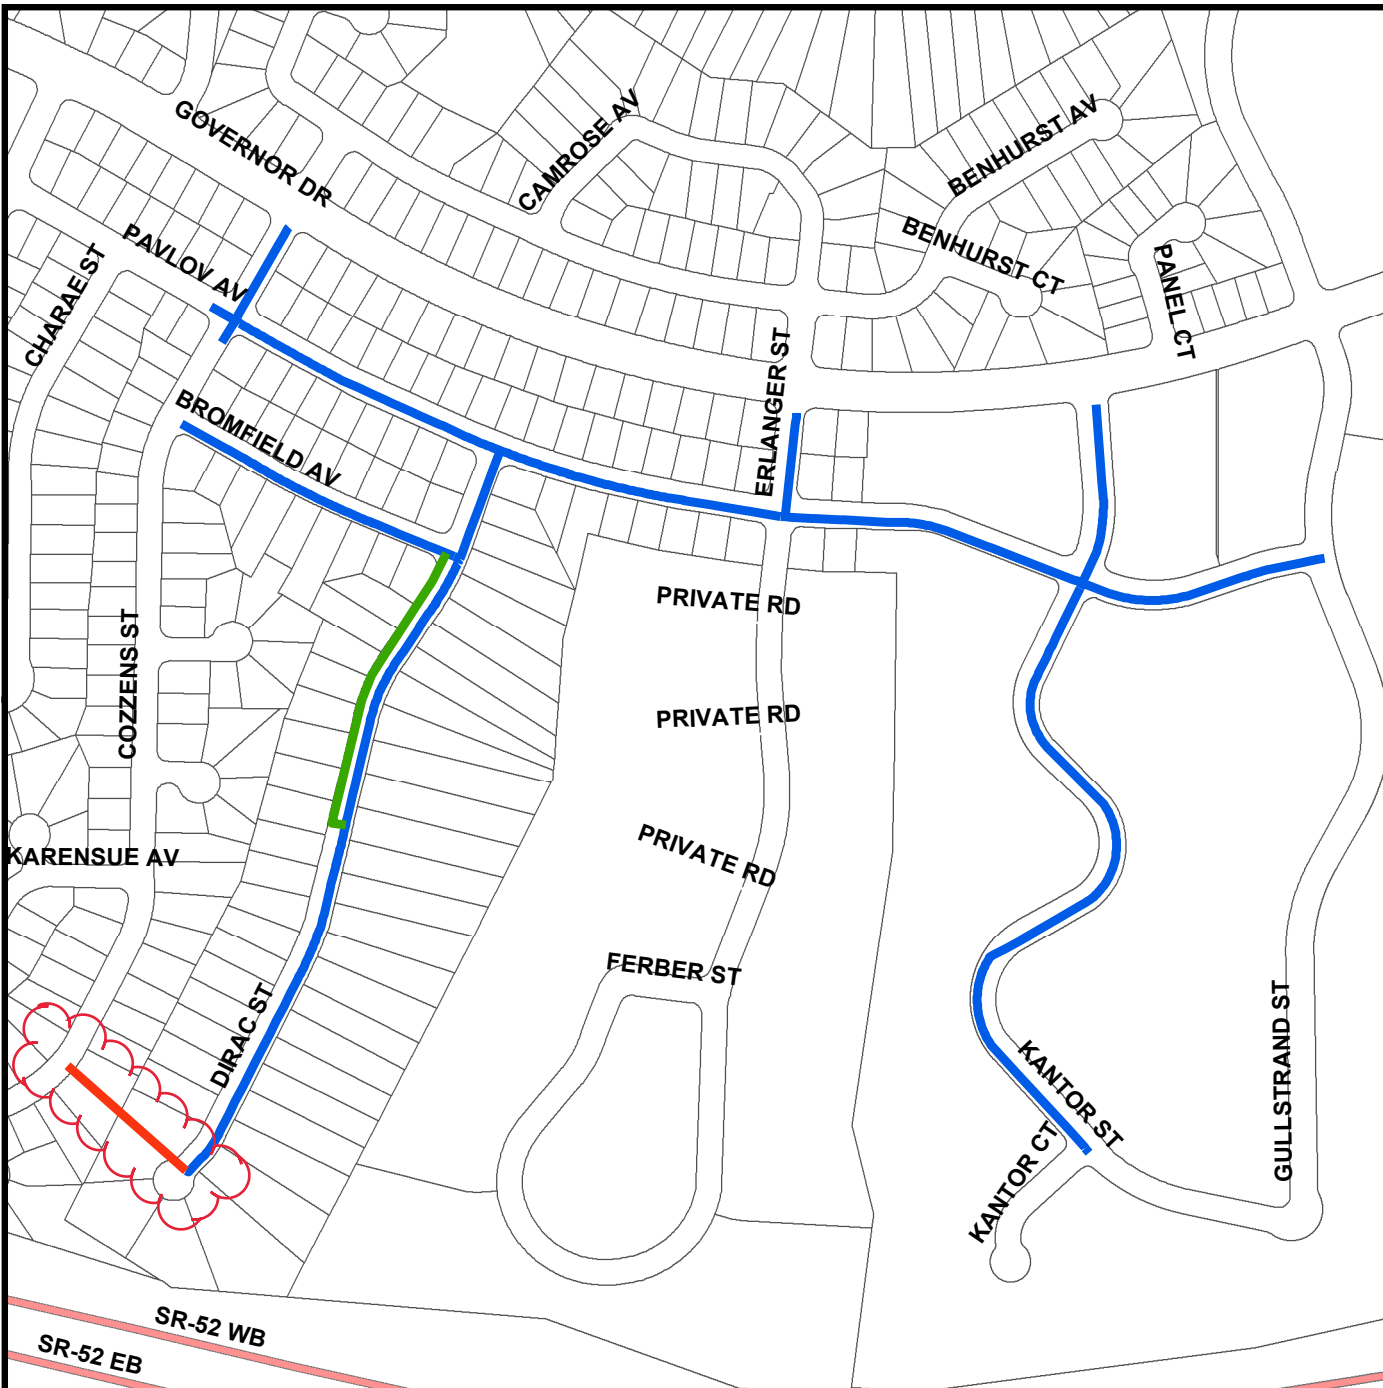 GOVERNOR DR
CAMROSE AV
BENHURST AV
BENHURST CT
PANEL CT
PAVLOV AV
CHARAE ST
ERLANGER ST
BROMFIELD AV
PRIVATE RD
COZZENS ST
PRIVATE RD
PRIVATE RD
KARENSUE AV
FERBER ST
DIRAC ST
KANTOR ST
GULLSTRAND ST
KANTOR CT
SR-52 WB
SR-52 EB